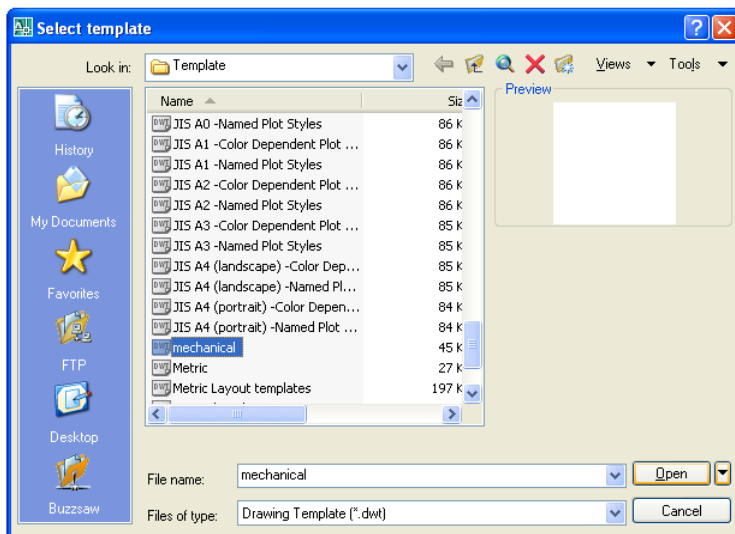 Select template
Look in: Template Views Tools
Name Siz
Preview
JIS A0 -Named Plot Styles 86 K
JIS A1 -Color Dependent Plot ... 86 K
JIS A1 -Named Plot Styles 86 K
JIS A2 -Color Dependent Plot ... 86 K
JIS A2 -Named Plot Styles 86 K
JIS A3 -Color Dependent Plot ... 85 K
JIS A3 -Named Plot Styles 85 K
JIS A4 (landscape) -Color Dep... 85 K
JIS A4 (landscape) -Named Pl... 85 K
JIS A4 (portrait) -Color Depen... 84 K
JIS A4 (portrait) -Named Plot ... 84 K
mechanical 45 K
Metric 27 K
Metric Layout templates 197 K
History
My Documents
Favorites
FTP
Desktop
Buzzsaw
File name: mechanical Open
Files of type: Drawing Template (*.dwt) Cancel